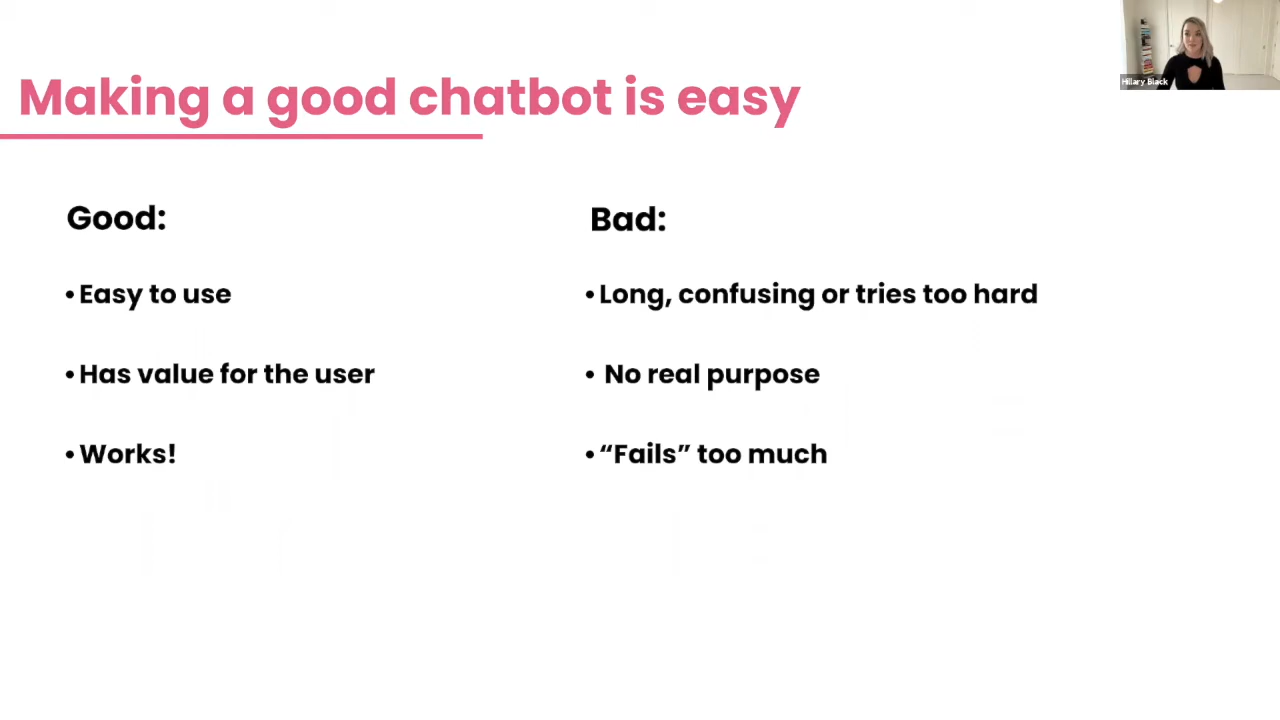 Making a good chatbot is easy
Hillary Black
Good:
• Easy to use
• Has value for the user
• Works!
Bad:
• Long, confusing or tries too hard
• No real purpose
• “Fails” too much